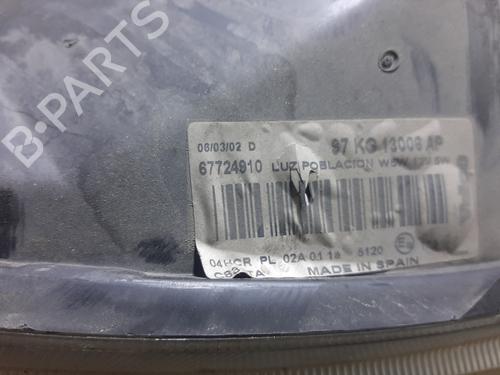 B-PARTS
06/03/02 D
97 KG 13006 AP
67724910 LUZ POBLACION W5W 12V 5W
04HCR PL 02A 01 18 5120
MADE IN SPAIN